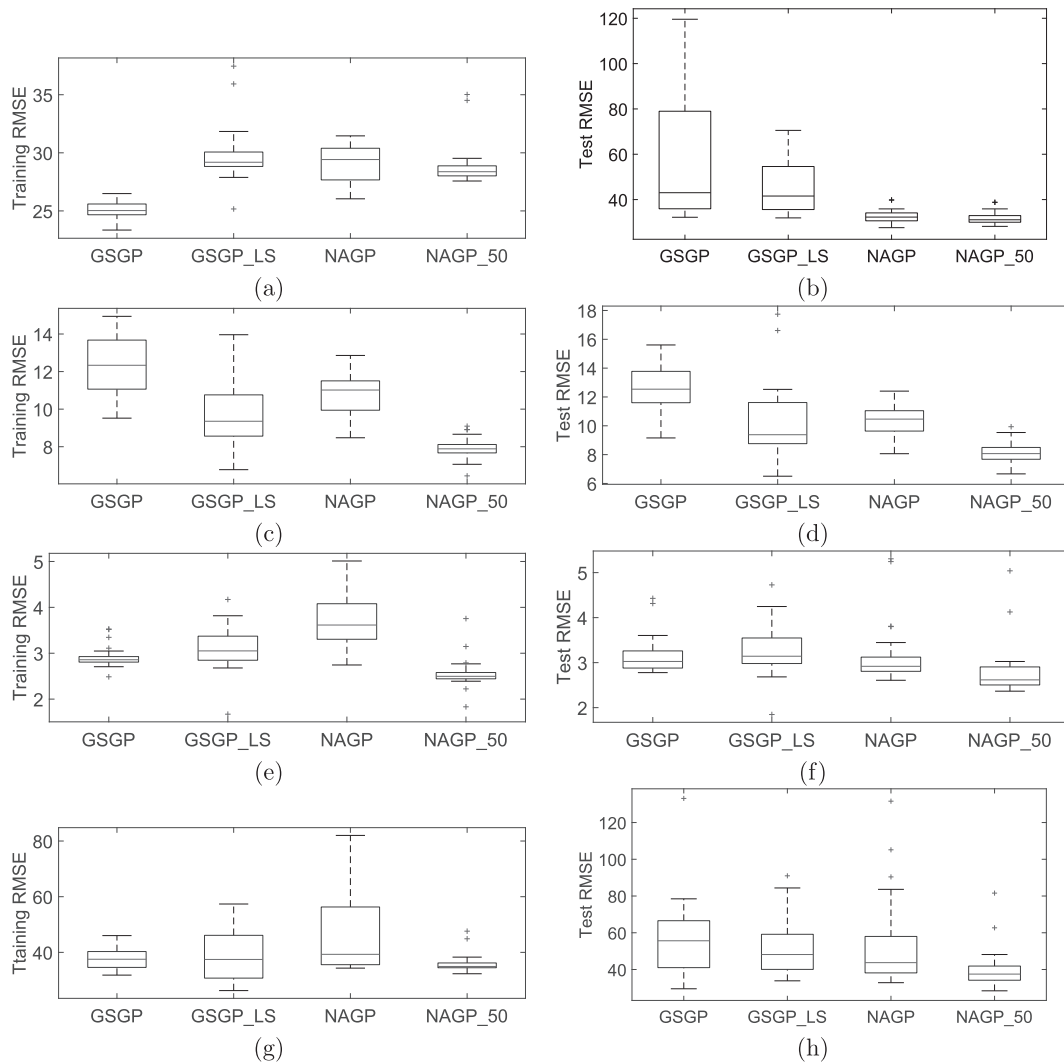 Training RMSE
35
30
25
GSGP GSGP_LS NAGP NAGP_50
(a)
Test RMSE
120
100
80
60
40
GSGP GSGP_LS NAGP NAGP_50
(b)
Training RMSE
14
12
10
8
GSGP GSGP_LS NAGP NAGP_50
(c)
Test RMSE
18
16
14
12
10
8
6
GSGP GSGP_LS NAGP NAGP_50
(d)
Training RMSE
5
4
3
2
GSGP GSGP_LS NAGP NAGP_50
(e)
Test RMSE
5
4
3
2
GSGP GSGP_LS NAGP NAGP_50
(f)
Ttaining RMSE
80
60
40
GSGP GSGP_LS NAGP NAGP_50
(g)
Test RMSE
120
100
80
60
40
GSGP GSGP_LS NAGP NAGP_50
(h)